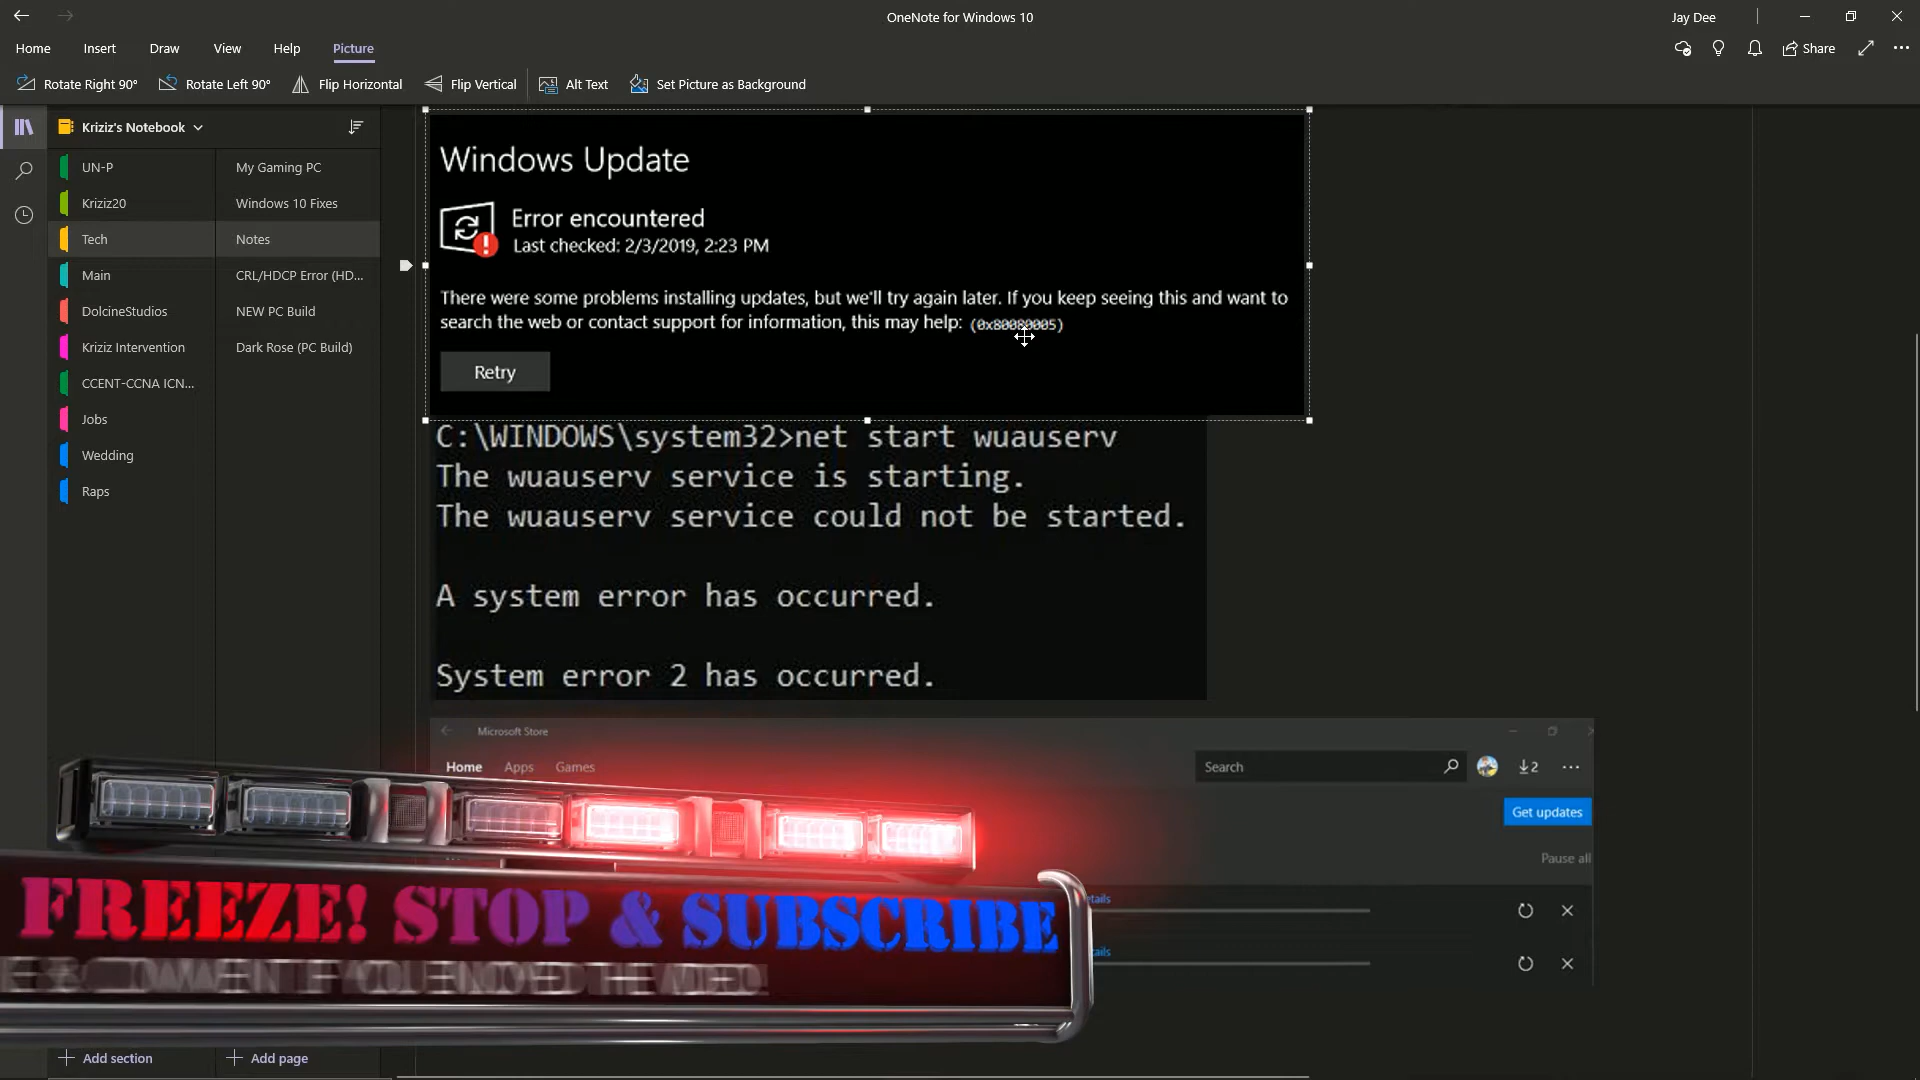 OneNote for Windows 10
Jay Dee
Home Insert Draw View Help Picture
Share
Rotate Right 90° Rotate Left 90° Flip Horizontal Flip Vertical Alt Text Set Picture as Background
Kriziz's Notebook
UN-P
Kriziz20
Tech
Main
DolcineStudios
Kriziz Intervention
CCENT-CCNA ICN...
Jobs
Wedding
Raps
Add section
My Gaming PC
Windows 10 Fixes
Notes
CRL/HDCP Error (HD...
NEW PC Build
Dark Rose (PC Build)
Add page
Windows Update
Error encountered
Last checked: 2/3/2019, 2:23 PM
There were some problems installing updates, but we'll try again later. If you keep seeing this and want to
search the web or contact support for information, this may help: (0x80080005)
Retry
C:\WINDOWS\system32>net start wuauserv
The wuauserv service is starting.
The wuauserv service could not be started.
A system error has occurred.
System error 2 has occurred.
Microsoft Store
Home Apps Games
Search
2
Get updates
Pause all
FREEZE! STOP & SUBSCRIBE